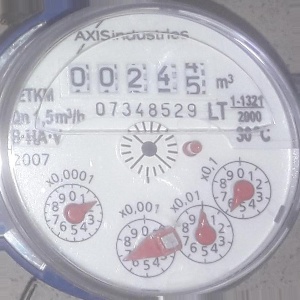 AXISindustries
00245 m³
ETKM 07348529 LT 1-1321
2000
Qn 1,5m³/h
B-H A-V 30°C
2007
x0,0001
x0,001
x0,01
x0,1